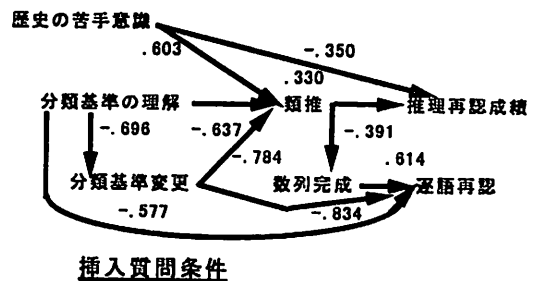 歴史の苦手意識
.603
-.350
.330
分類基準の理解
類推
推理再認成績
-.696
-.637
-.391
-.784
.614
分類基準変更
数列完成
逐語再認
-.577
-.834
挿入質問条件